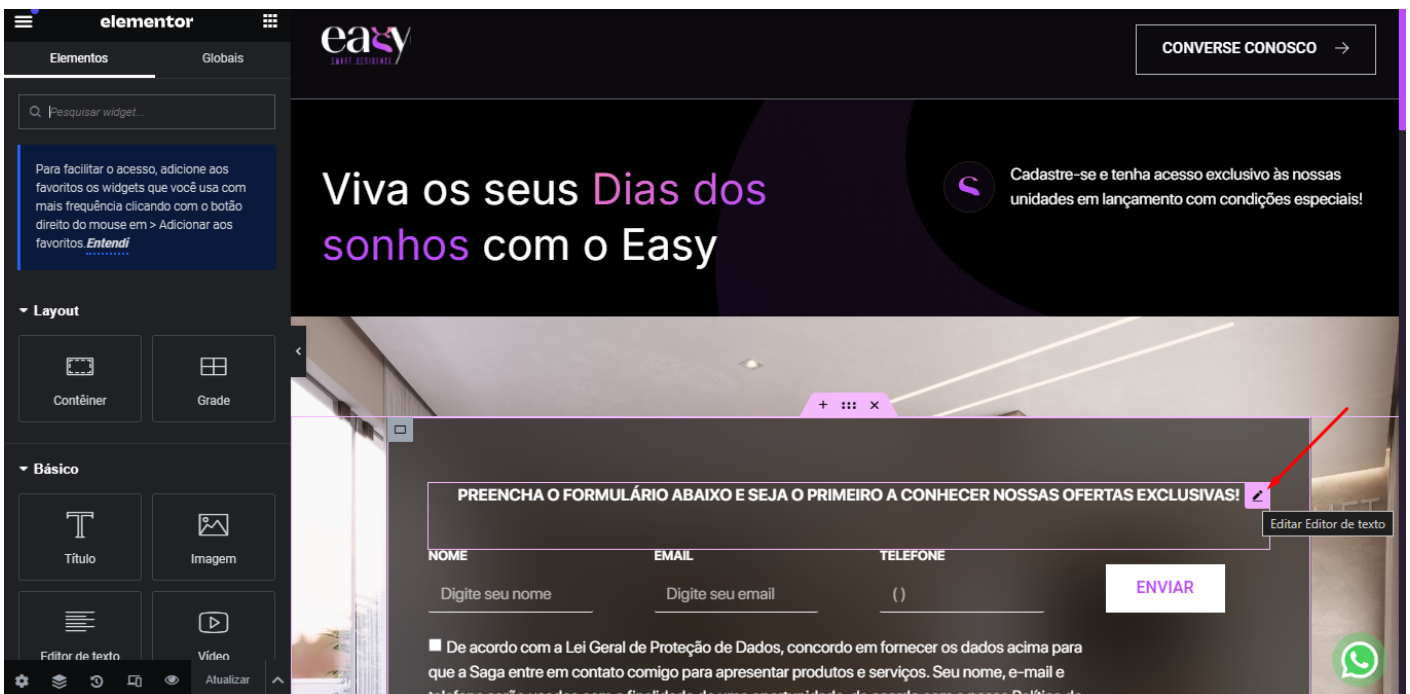 elementor
Elementos
Globais
Pesquisar widget...
Para facilitar o acesso, adicione aos
favoritos os widgets que você usa com
mais frequência clicando com o botão
direito do mouse em > Adicionar aos
favoritos. Entendi
Layout
Contêiner
Grade
Básico
Título
Imagem
Editor de texto
Vídeo
Atualizar
easy
SMART RESIDENCE
CONVERSE CONOSCO →
Viva os seus Dias dos
sonhos com o Easy
Cadastre-se e tenha acesso exclusivo às nossas
unidades em lançamento com condições especiais!
PREENCHA O FORMULÁRIO ABAIXO E SEJA O PRIMEIRO A CONHECER NOSSAS OFERTAS EXCLUSIVAS!
Editar Editor de texto
NOME
EMAIL
TELEFONE
Digite seu nome
Digite seu email
( )
ENVIAR
De acordo com a Lei Geral de Proteção de Dados, concordo em fornecer os dados acima para
que a Saga entre em contato comigo para apresentar produtos e serviços. Seu nome, e-mail e